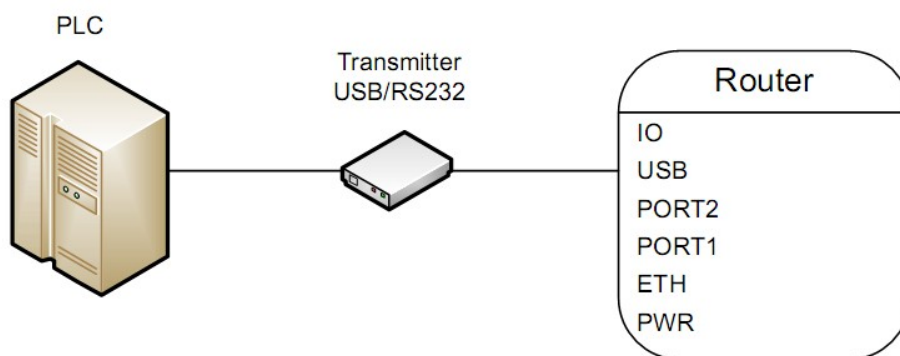 PLC
Transmitter
USB/RS232
Router
IO
USB
PORT2
PORT1
ETH
PWR